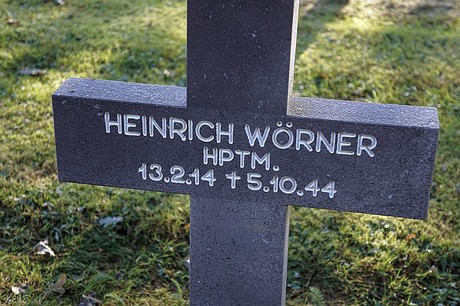 HEINRICH WÖRNER
HPTM.
13.2.14 ✝ 5.10.44